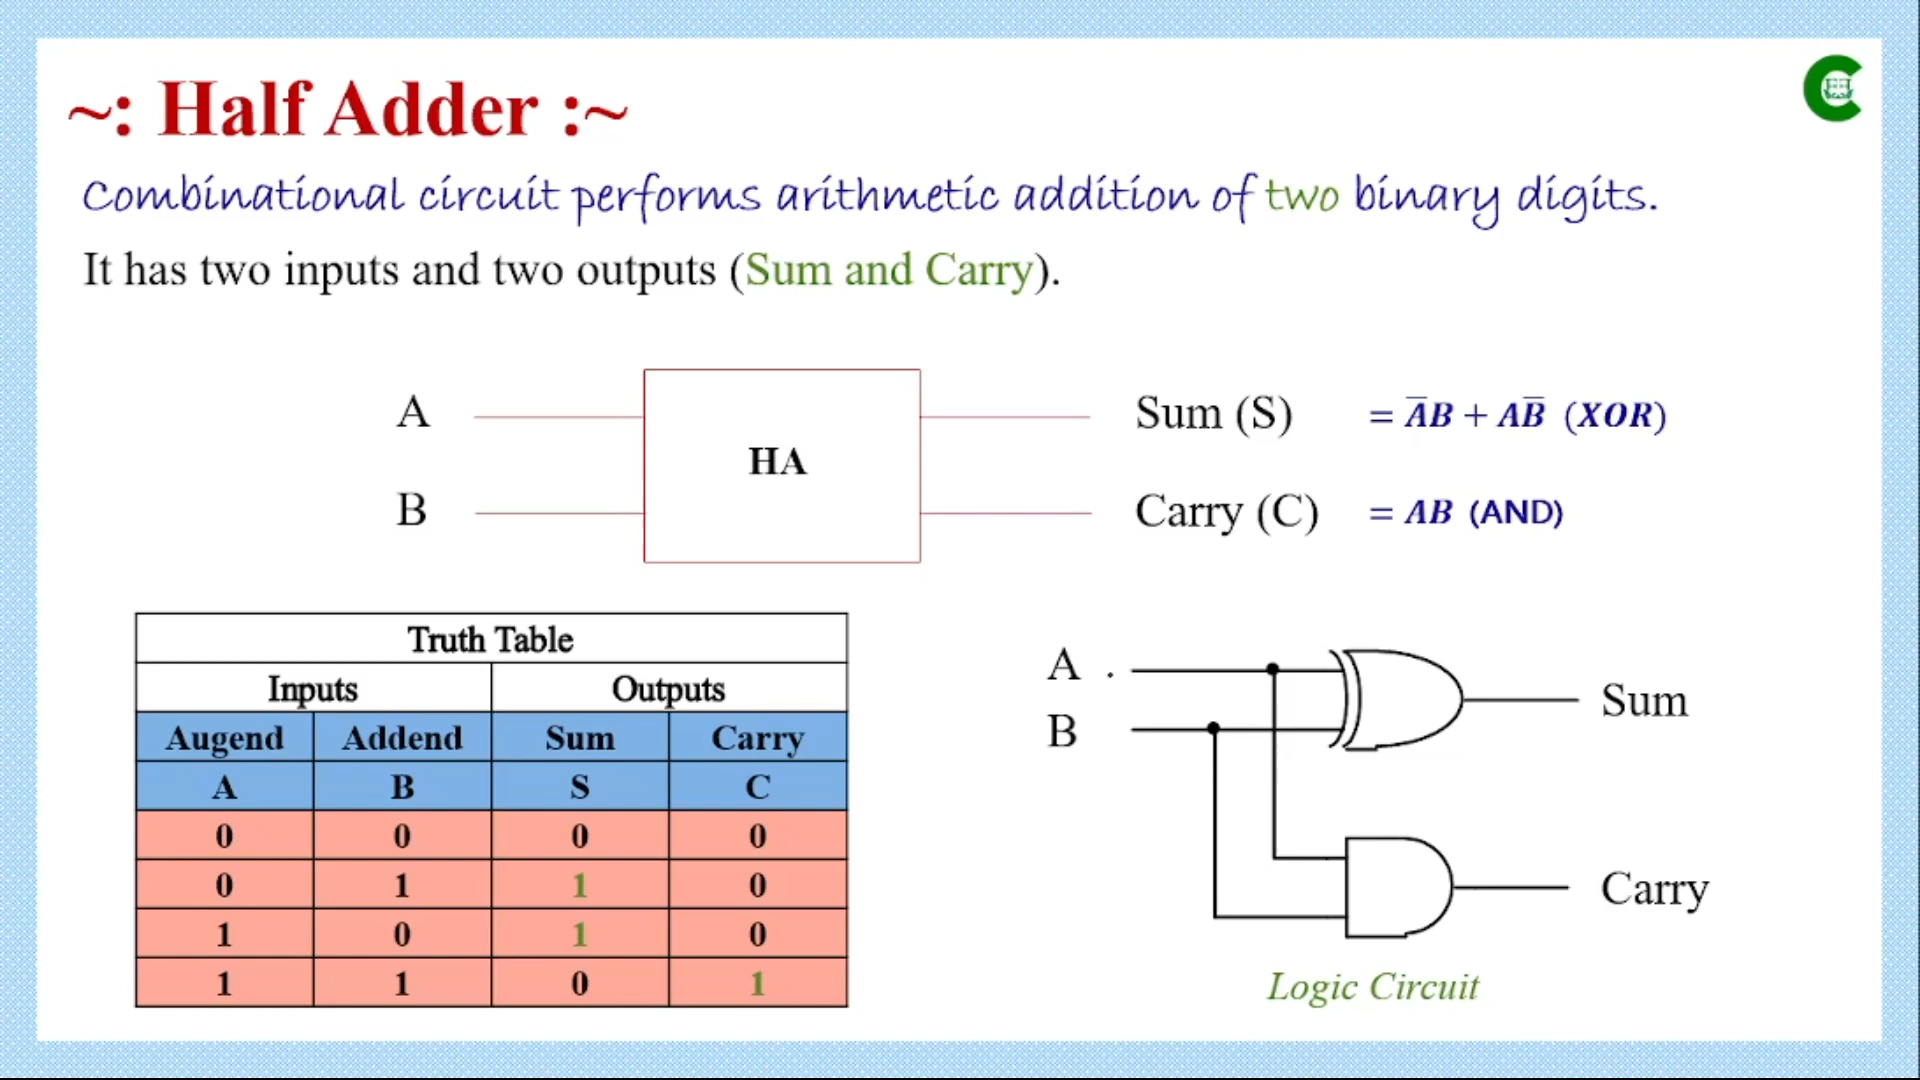 ~: Half Adder :~
Combinational circuit performs arithmetic addition of two binary digits.
It has two inputs and two outputs (Sum and Carry).
A
B
HA
Sum (S) = A̅B + AB̅ (XOR)
Carry (C) = AB (AND)
Truth Table
Inputs Outputs
Augend Addend Sum Carry
A B S C
0 0 0 0
0 1 1 0
1 0 1 0
1 1 0 1
A .
B
Sum
Carry
Logic Circuit